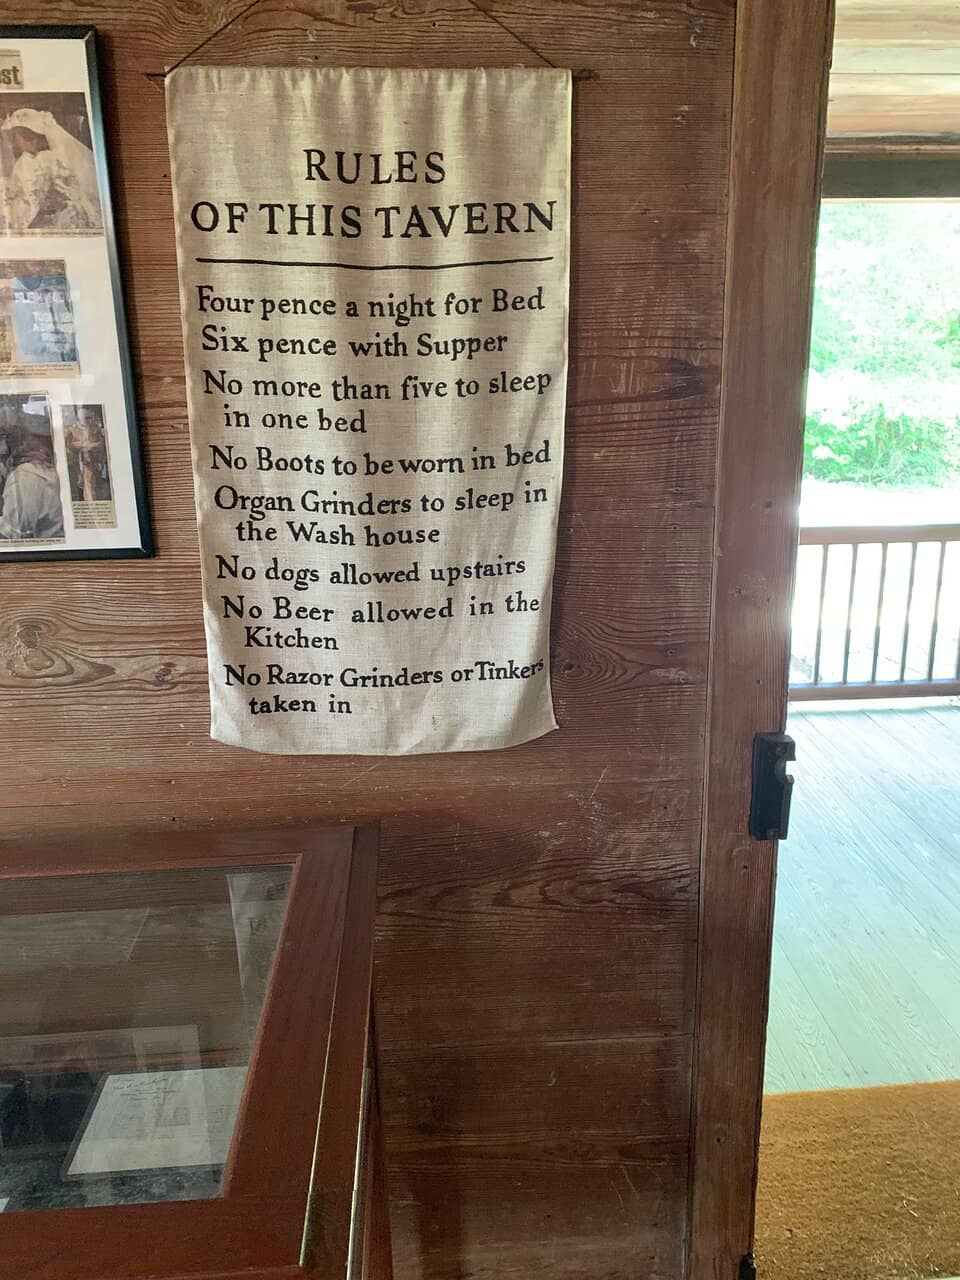 st
RULES
OF THIS TAVERN
Four pence a night for Bed
Six pence with Supper
No more than five to sleep
in one bed
No Boots to be worn in bed
Organ Grinders to sleep in
the Wash house
No dogs allowed upstairs
No Beer allowed in the
Kitchen
No Razor Grinders or Tinkers
taken in